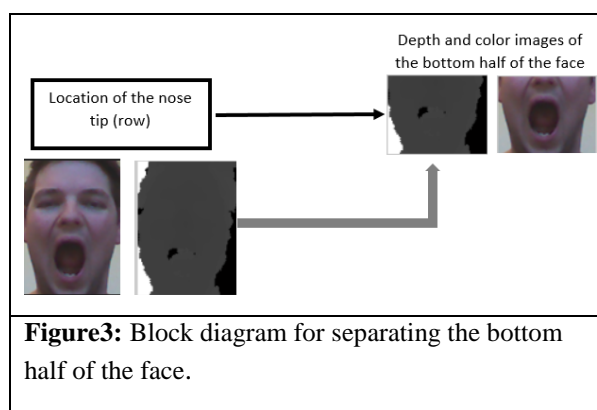 Depth and color images of
the bottom half of the face
Location of the nose
tip (row)
Figure3: Block diagram for separating the bottom
half of the face.